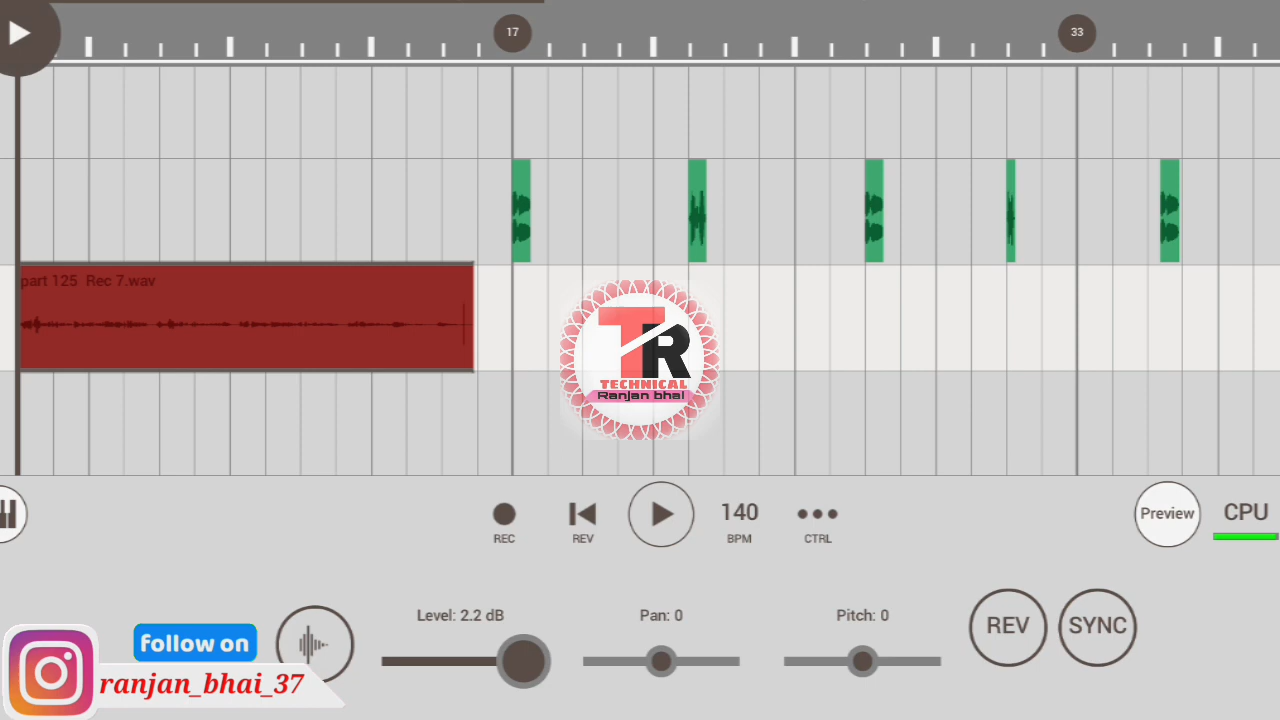 17
33
part 125 Rec 7.wav
TR
TECHNICAL
Ranjan bhai
REC
REV
140
BPM
CTRL
Preview
CPU
Level: 2.2 dB
Pan: 0
Pitch: 0
REV
SYNC
follow on
ranjan_bhai_37